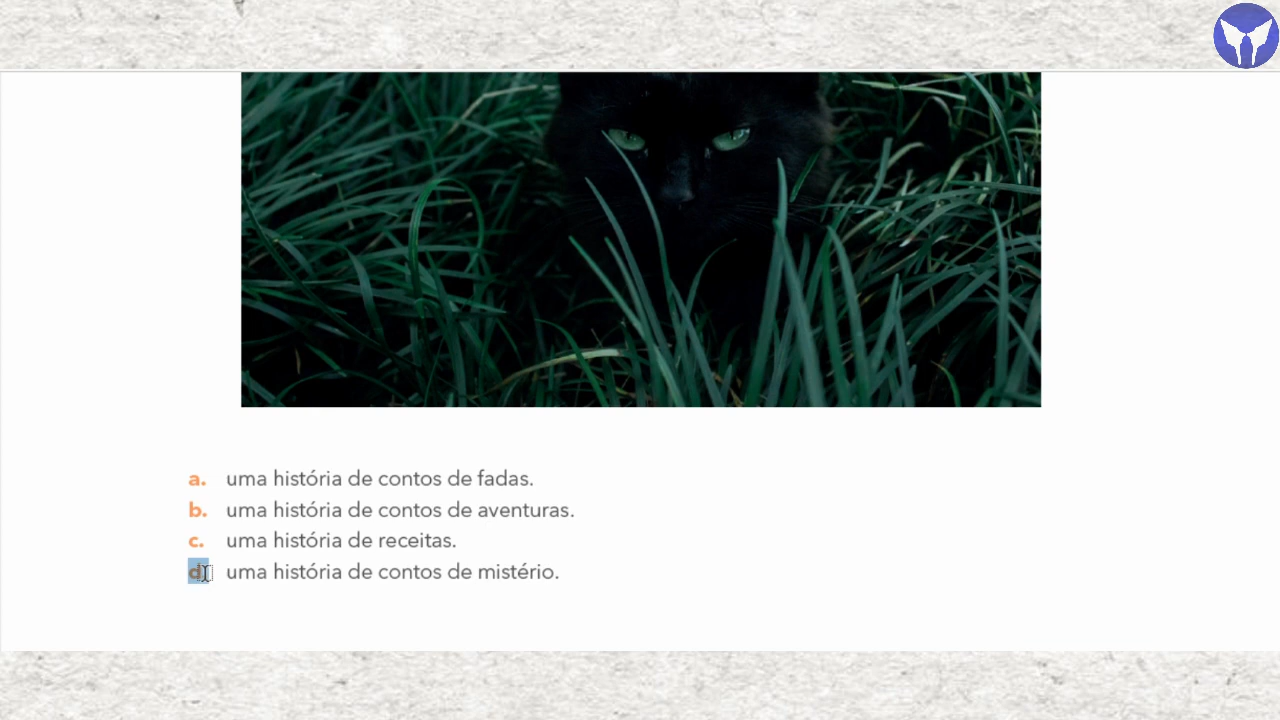 a. uma história de contos de fadas.
b. uma história de contos de aventuras.
c. uma história de receitas.
d. uma história de contos de mistério.